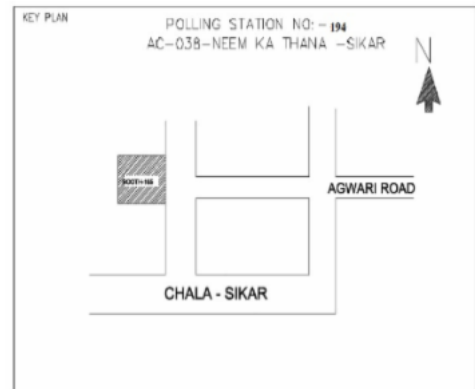 KEY PLAN
POLLING STATION NO:- 194
AC-038-NEEM KA THANA -SIKAR
N
AGWARI ROAD
CHALA - SIKAR